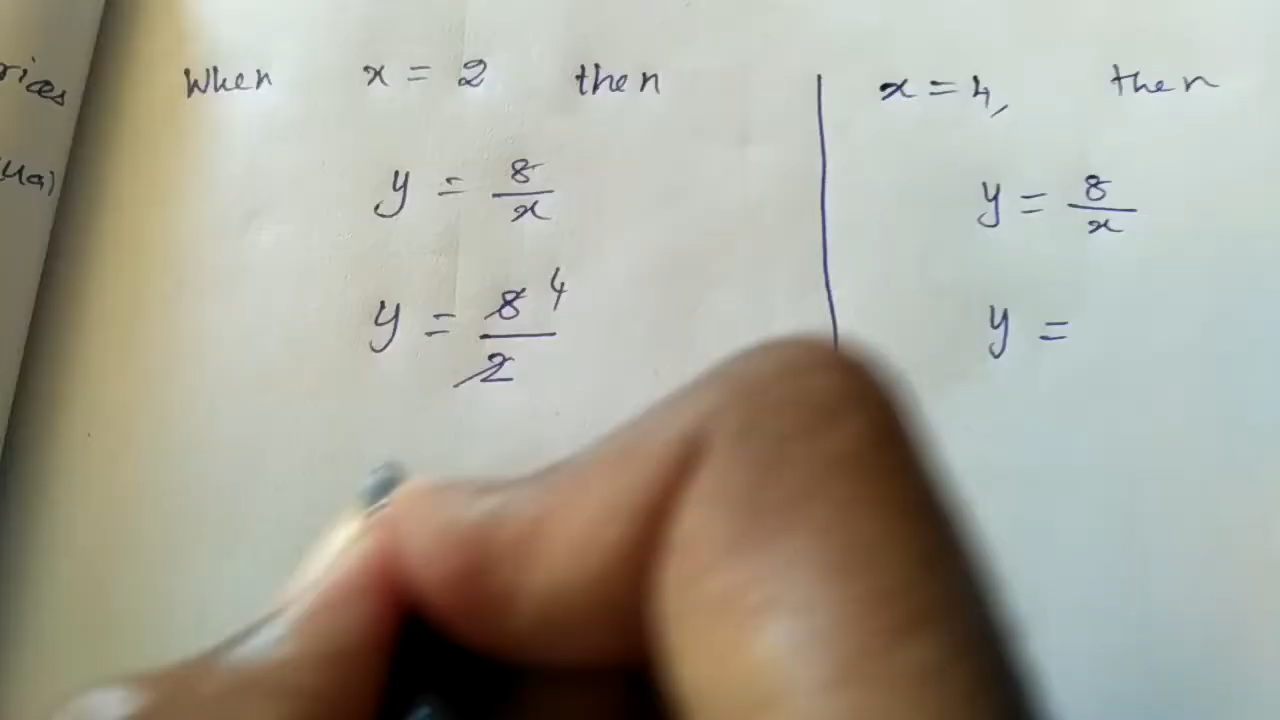 When x = 2 then
y = 8/x
y = 8/2 4
x = 4, then
y = 8/x
y =